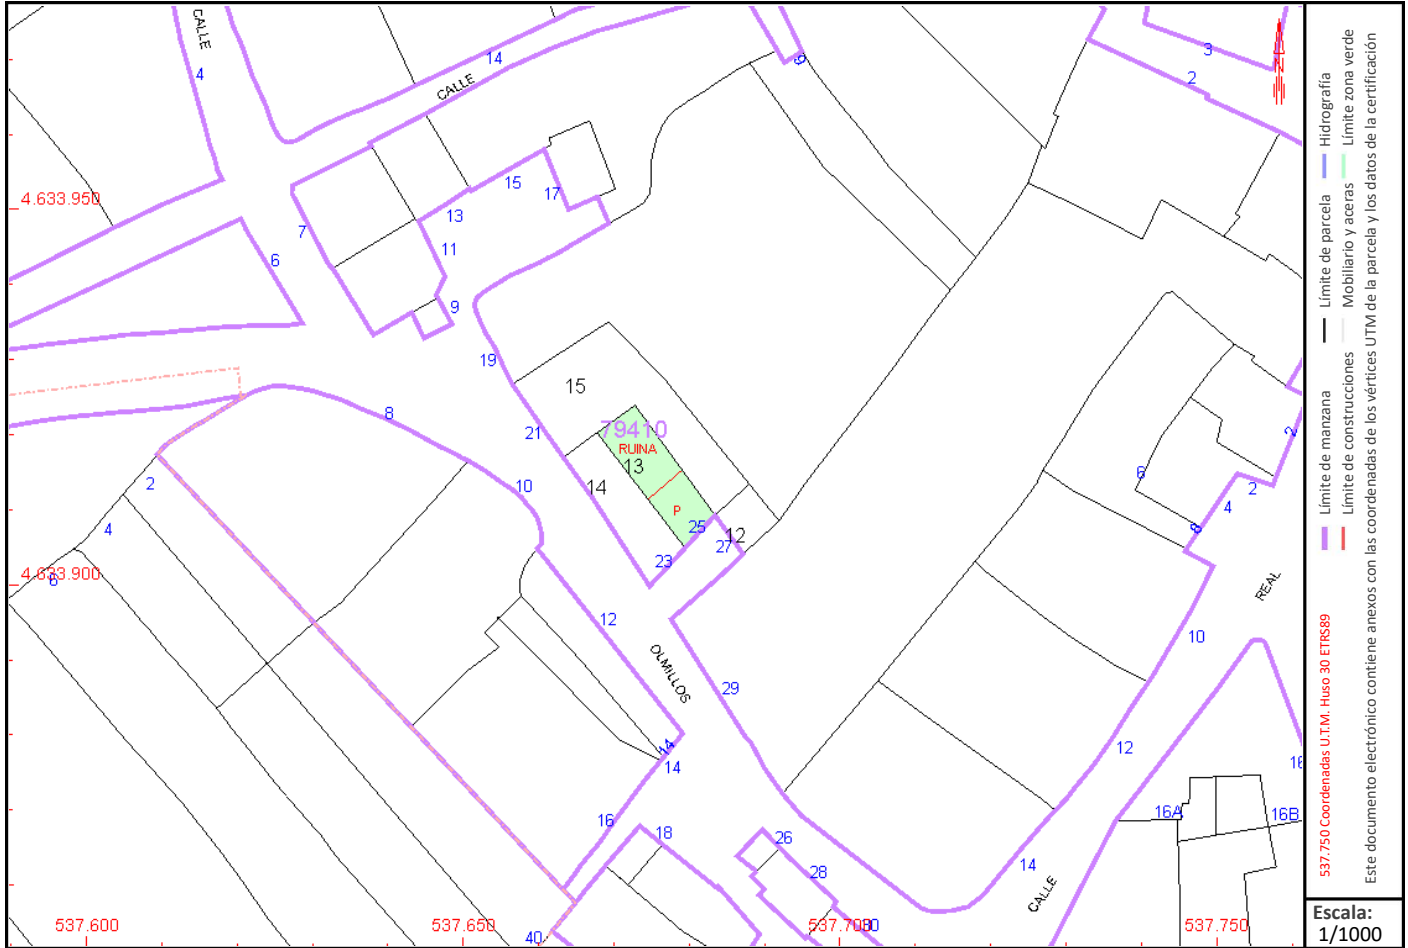 CALLE
4
14
CALLE
6
3
2
4.633.950
15
17
13
11
7
6
9
19
15
8
21
79410
RUINA
13
14
P
10
2
4
6
25
12
27
23
4.633.900
12
OLMILLOS
29
14
14
16
18
26
28
30
40
6
2
2
4
8
REAL
10
12
14
CALLE
16
16A
16B
537.600
537.650
537.700
537.750
537.750 Coordenadas U.T.M. Huso 30 ETRS89
Límite de manzana
Límite de parcela
Hidrografía
Límite de construcciones
Mobiliario y aceras
Límite zona verde
Este documento electrónico contiene anexos con las coordenadas de los vértices UTM de la parcela y los datos de la certificación
Escala:
1/1000